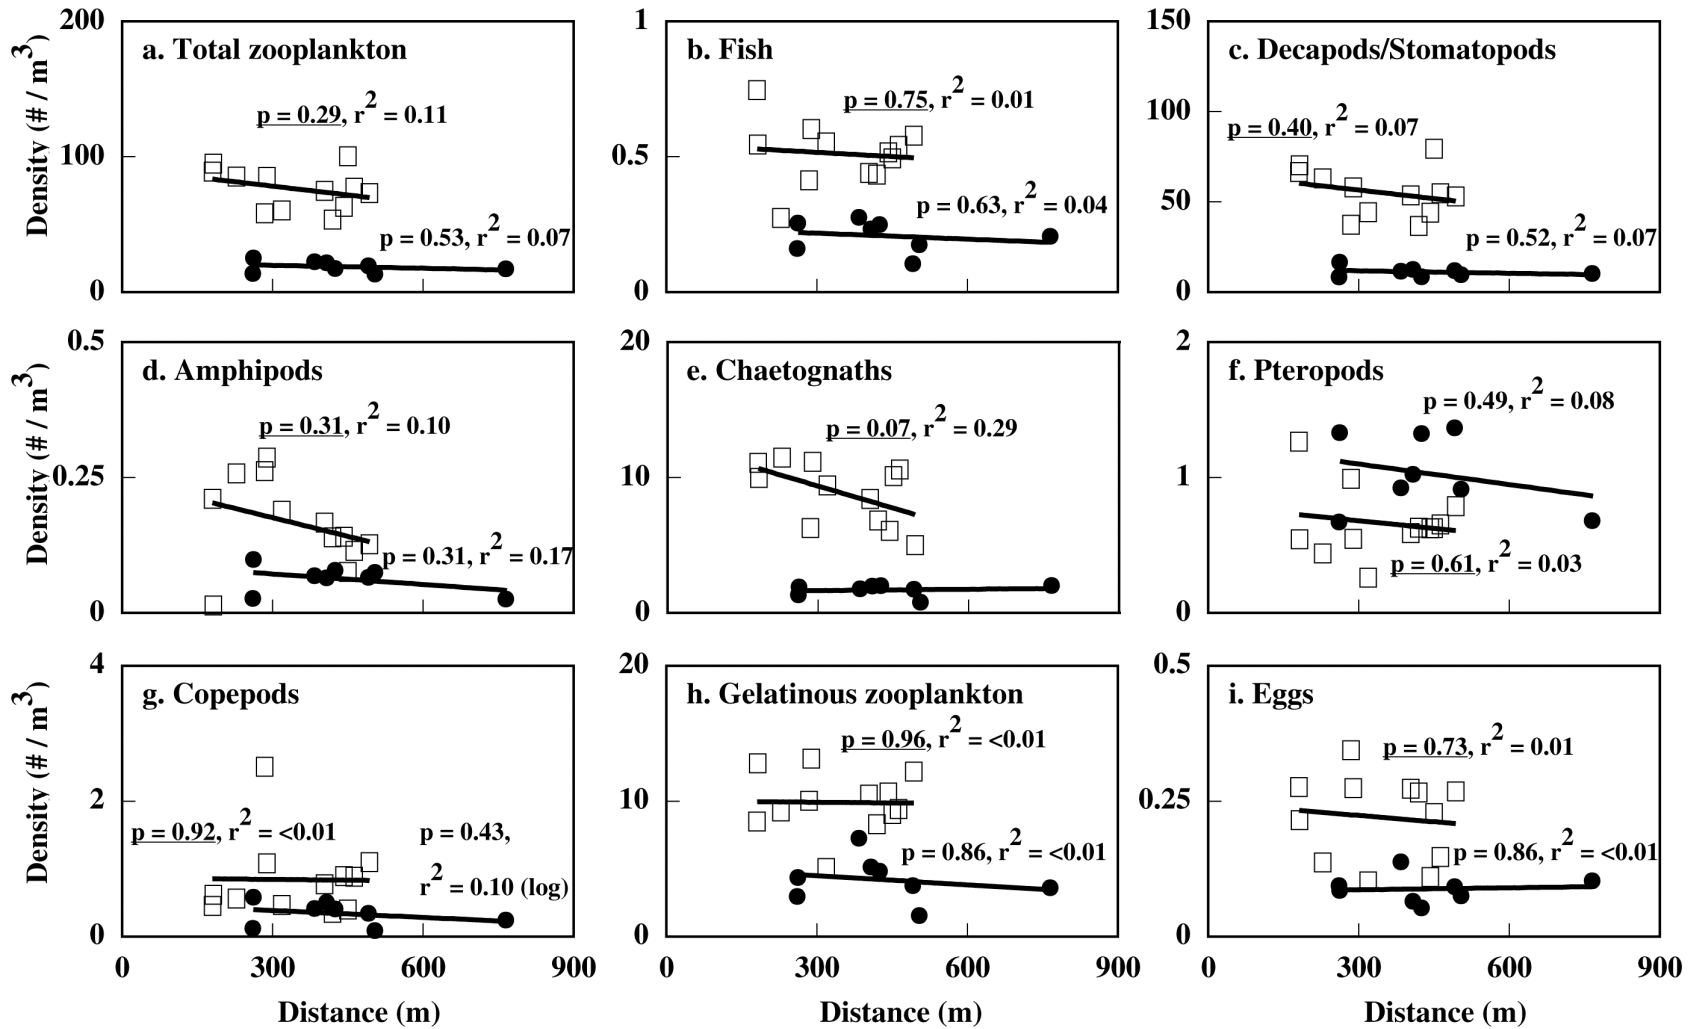 200
100
0
Density (# / m3)
a. Total zooplankton
p = 0.29, r2 = 0.11
p = 0.53, r2 = 0.07
1
0.5
0
b. Fish
p = 0.75, r2 = 0.01
p = 0.63, r2 = 0.04
150
100
50
0
c. Decapods/Stomatopods
p = 0.40, r2 = 0.07
p = 0.52, r2 = 0.07
0.5
0.25
0
Density (# / m3)
d. Amphipods
p = 0.31, r2 = 0.10
p = 0.31, r2 = 0.17
20
10
0
e. Chaetognaths
p = 0.07, r2 = 0.29
2
1
0
f. Pteropods
p = 0.49, r2 = 0.08
p = 0.61, r2 = 0.03
4
2
0
Density (# / m3)
g. Copepods
p = 0.92, r2 = <0.01
p = 0.43,
r2 = 0.10 (log)
0 300 600 900
Distance (m)
20
10
0
h. Gelatinous zooplankton
p = 0.96, r2 = <0.01
p = 0.86, r2 = <0.01
0 300 600 900
Distance (m)
0.5
0.25
0
i. Eggs
p = 0.73, r2 = 0.01
p = 0.86, r2 = <0.01
0 300 600 900
Distance (m)